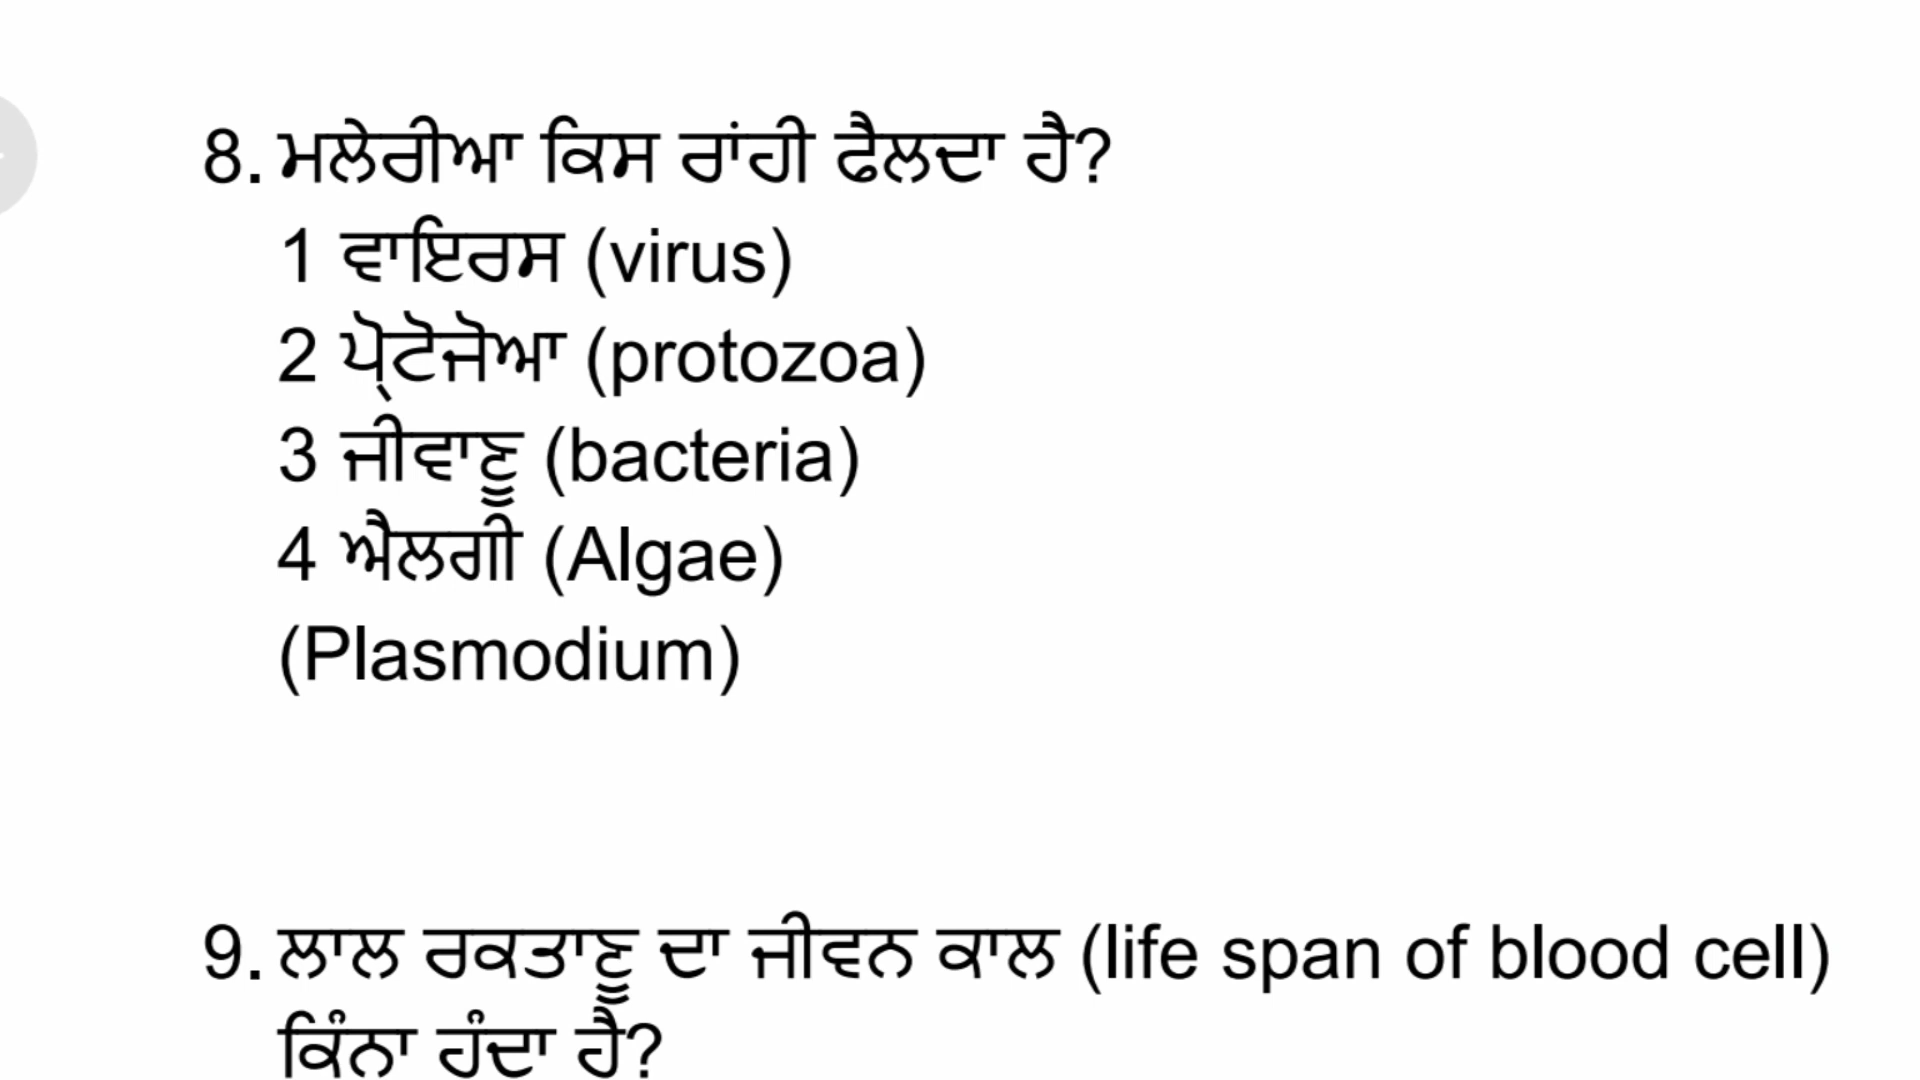 8. ਮਲੇਰੀਆ ਕਿਸ ਰਾਂਹੀ ਫੈਲਦਾ ਹੈ?
1 ਵਾਇਰਸ (virus)
2 ਪ੍ਰੋਟੋਜੋਆ (protozoa)
3 ਜੀਵਾਣੂ (bacteria)
4 ਐਲਗੀ (Algae)
(Plasmodium)
9. ਲਾਲ ਰਕਤਾਣੂ ਦਾ ਜੀਵਨ ਕਾਲ (life span of blood cell)
ਕਿੰਨਾ ਹੰਦਾ ਹੈ?